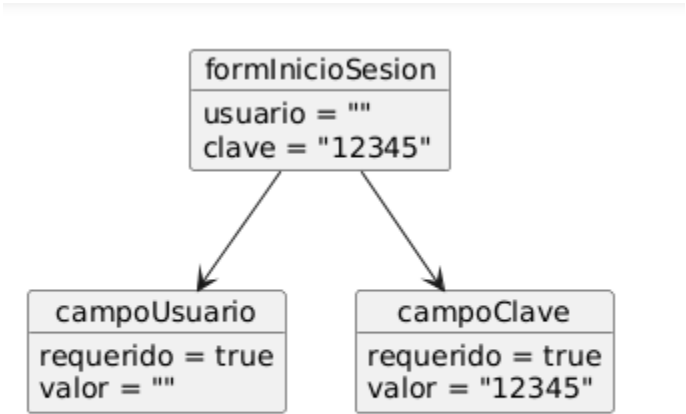 formInicioSesion
usuario = ""
clave = "12345"
campoUsuario
requerido = true
valor = ""
campoClave
requerido = true
valor = "12345"